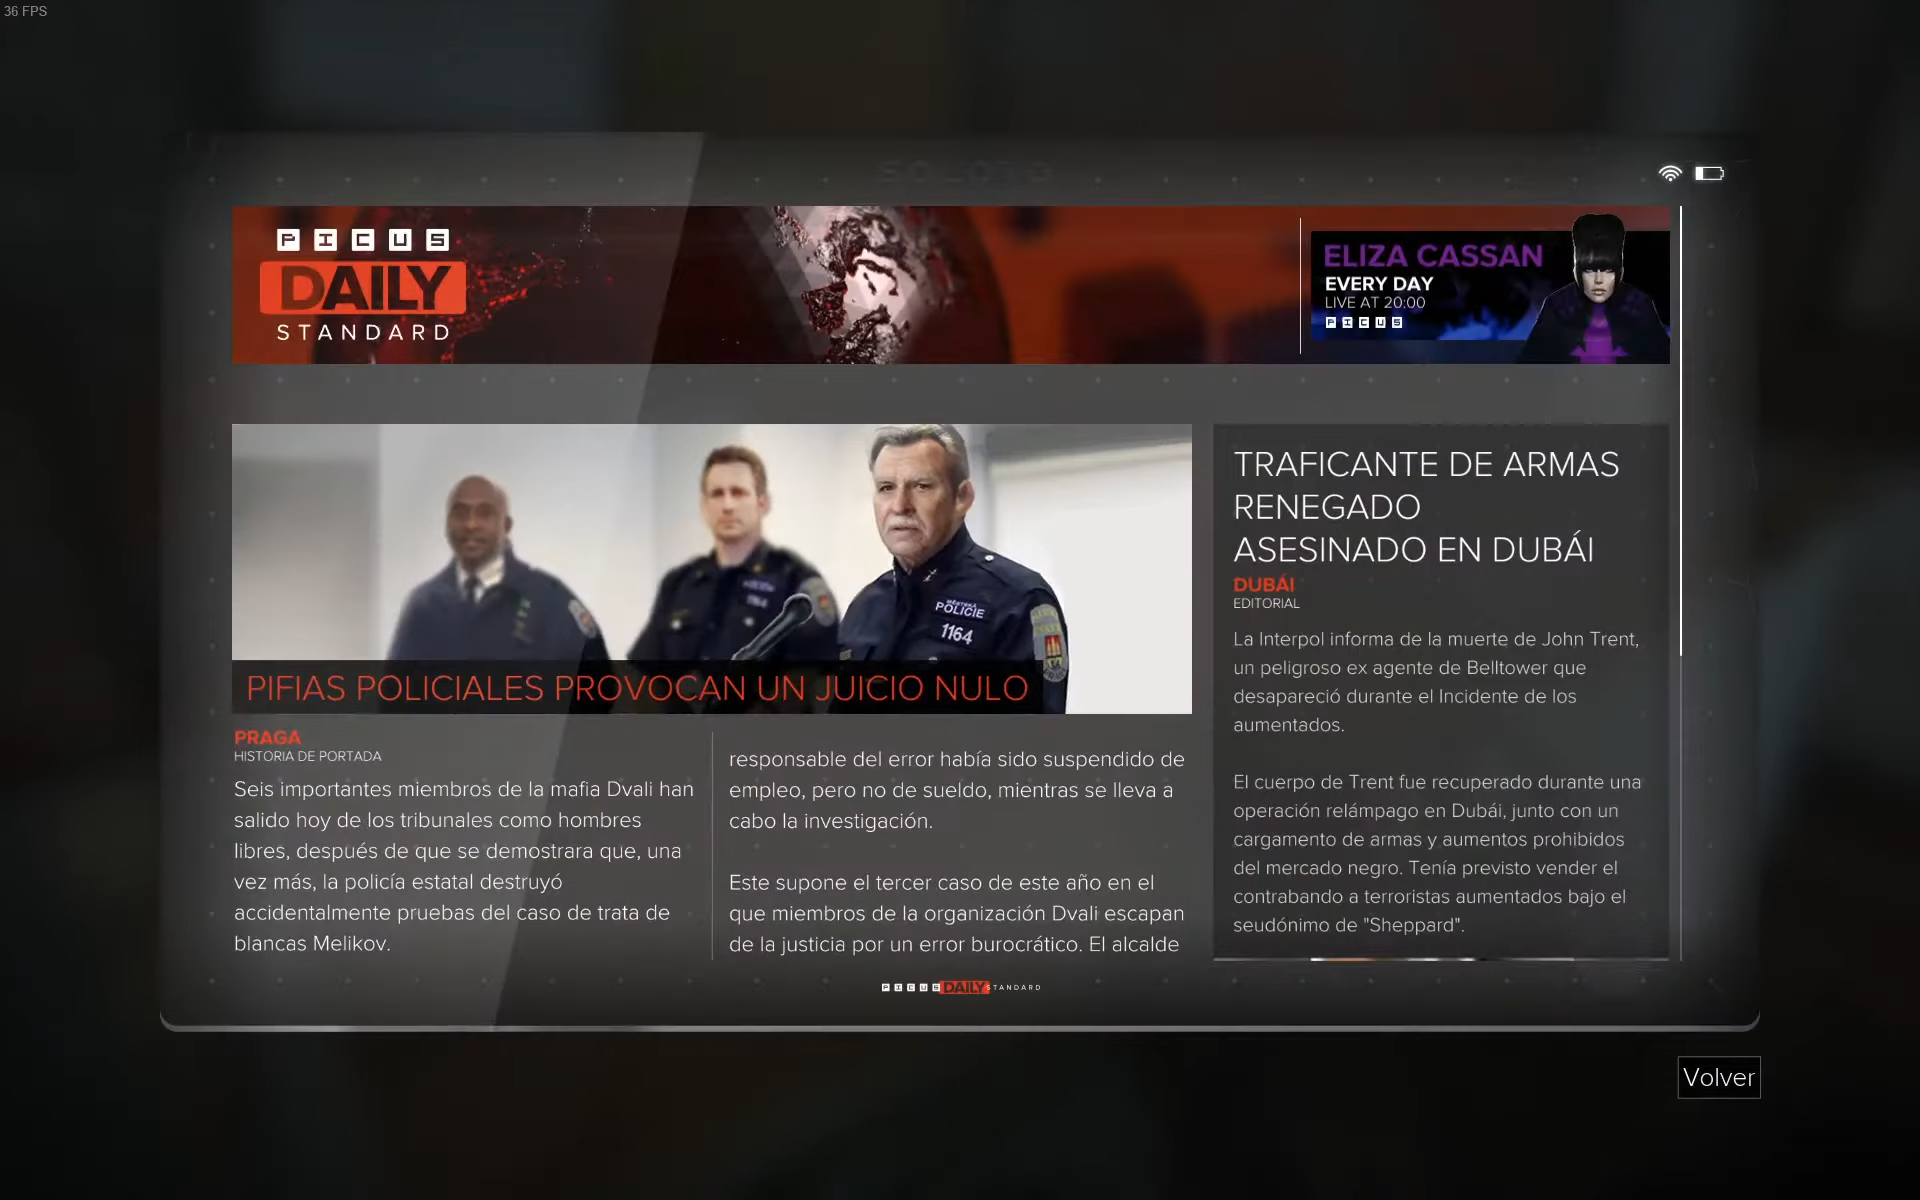 36 FPS
PICUS
DAILY
STANDARD
ELIZA CASSAN
EVERY DAY
LIVE AT 20:00
PICUS
POLICIE
1164
PIFIAS POLICIALES PROVOCAN UN JUICIO NULO
PRAGA
HISTORIA DE PORTADA
Seis importantes miembros de la mafia Dvali han
salido hoy de los tribunales como hombres
libres, después de que se demostrara que, una
vez más, la policía estatal destruyó
accidentalmente pruebas del caso de trata de
blancas Melikov.
responsable del error había sido suspendido de
empleo, pero no de sueldo, mientras se lleva a
cabo la investigación.
Este supone el tercer caso de este año en el
que miembros de la organización Dvali escapan
de la justicia por un error burocrático. El alcalde
TRAFICANTE DE ARMAS
RENEGADO
ASESINADO EN DUBÁI
DUBÁI
EDITORIAL
La Interpol informa de la muerte de John Trent,
un peligroso ex agente de Belltower que
desapareció durante el Incidente de los
aumentados.
El cuerpo de Trent fue recuperado durante una
operación relámpago en Dubái, junto con un
cargamento de armas y aumentos prohibidos
del mercado negro. Tenía previsto vender el
contrabando a terroristas aumentados bajo el
seudónimo de "Sheppard".
PICUS DAILY STANDARD
Volver